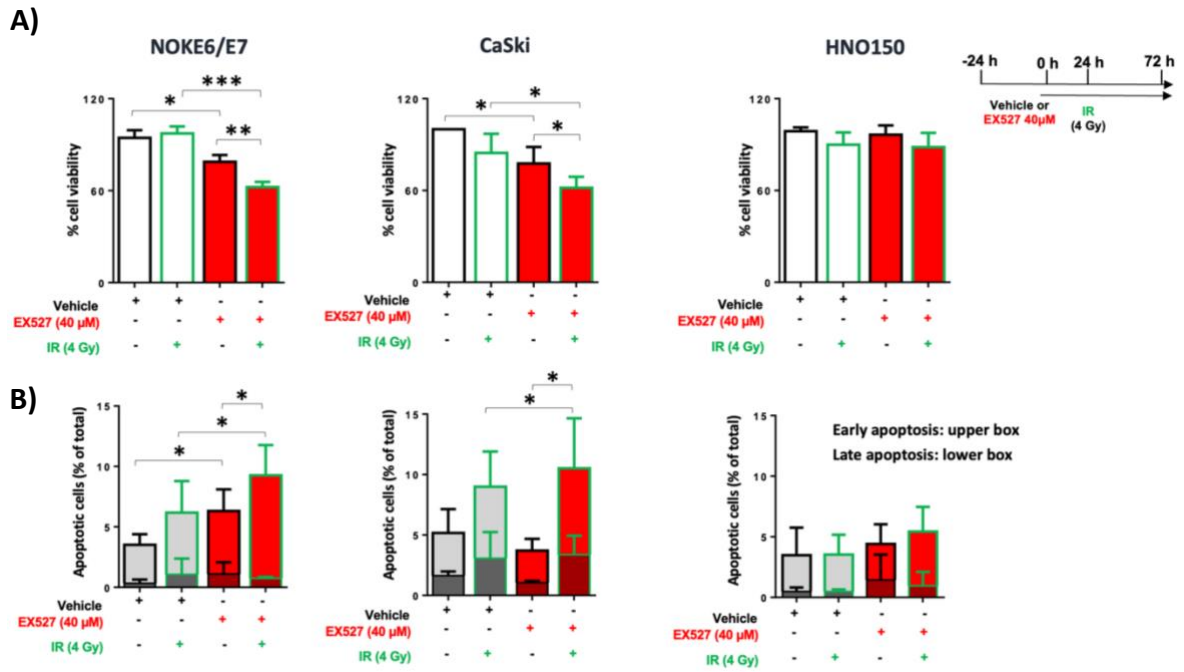 A)
NOKE6/E7
CaSki
HNO150
-24 h 0 h 24 h 72 h
Vehicle or
EX527 40µM
IR
(4 Gy)
% cell viability
120
60
0
* *** **
Vehicle + + - -
EX527 (40 µM) - - + +
IR (4 Gy) - + - +
% cell viability
120
60
0
* * *
Vehicle + + - -
EX527 (40 µM) - - + +
IR (4 Gy) - + - +
% cell viability
120
60
0
Vehicle + + - -
EX527 (40 µM) - - + +
IR (4 Gy) - + - +
B)
Apoptotic cells (% of total)
15
10
5
0
* * *
Vehicle + + - -
EX527 (40 µM) - - + +
IR (4 Gy) - + - +
Apoptotic cells (% of total)
15
10
5
0
* *
Vehicle + + - -
EX527 (40 µM) - - + +
IR (4 Gy) - + - +
Apoptotic cells (% of total)
15
10
5
0
Early apoptosis: upper box
Late apoptosis: lower box
Vehicle + + - -
EX527 (40 µM) - - + +
IR (4 Gy) - + - +